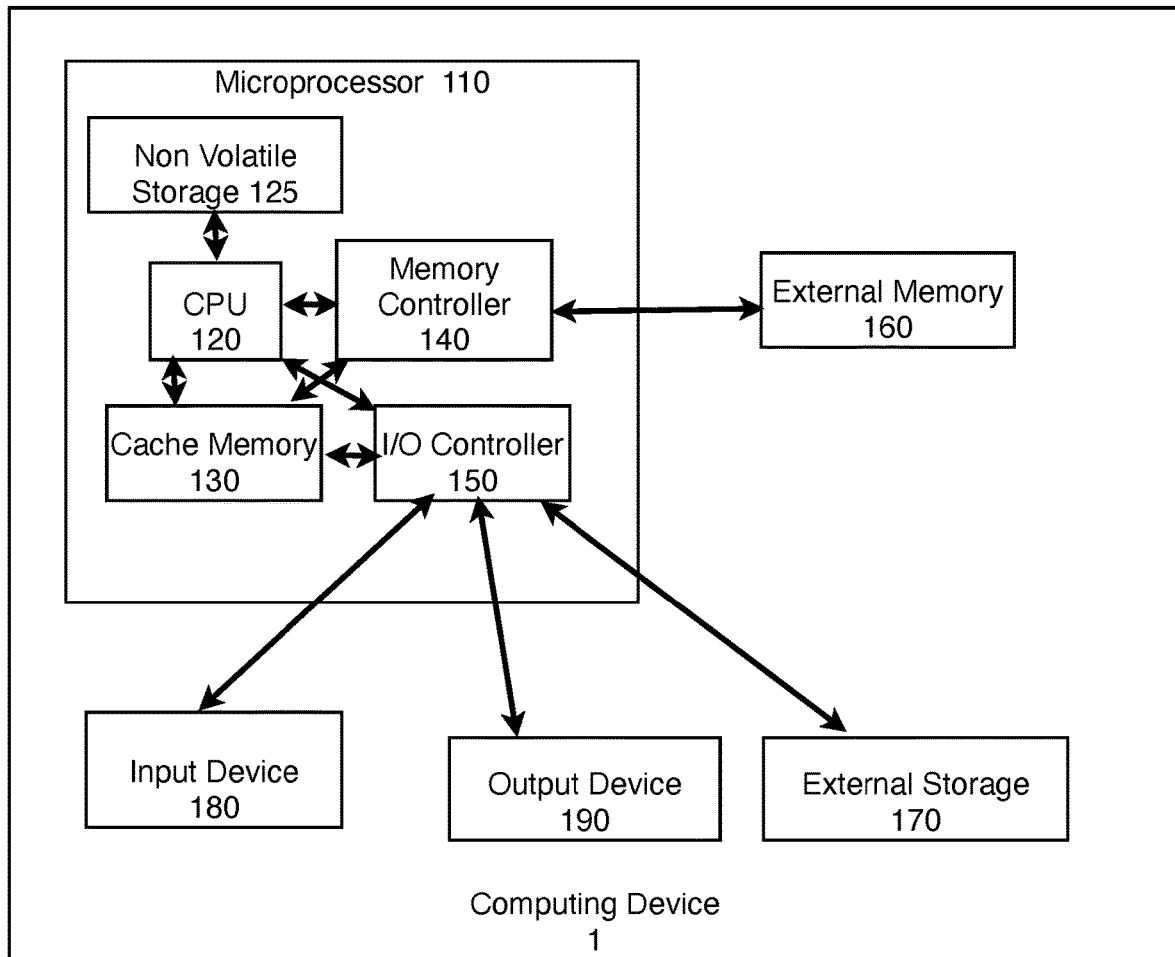 Microprocessor 110
Non Volatile
Storage 125
CPU
120
Memory
Controller
140
External Memory
160
Cache Memory
130
I/O Controller
150
Input Device
180
Output Device
190
External Storage
170
Computing Device
1